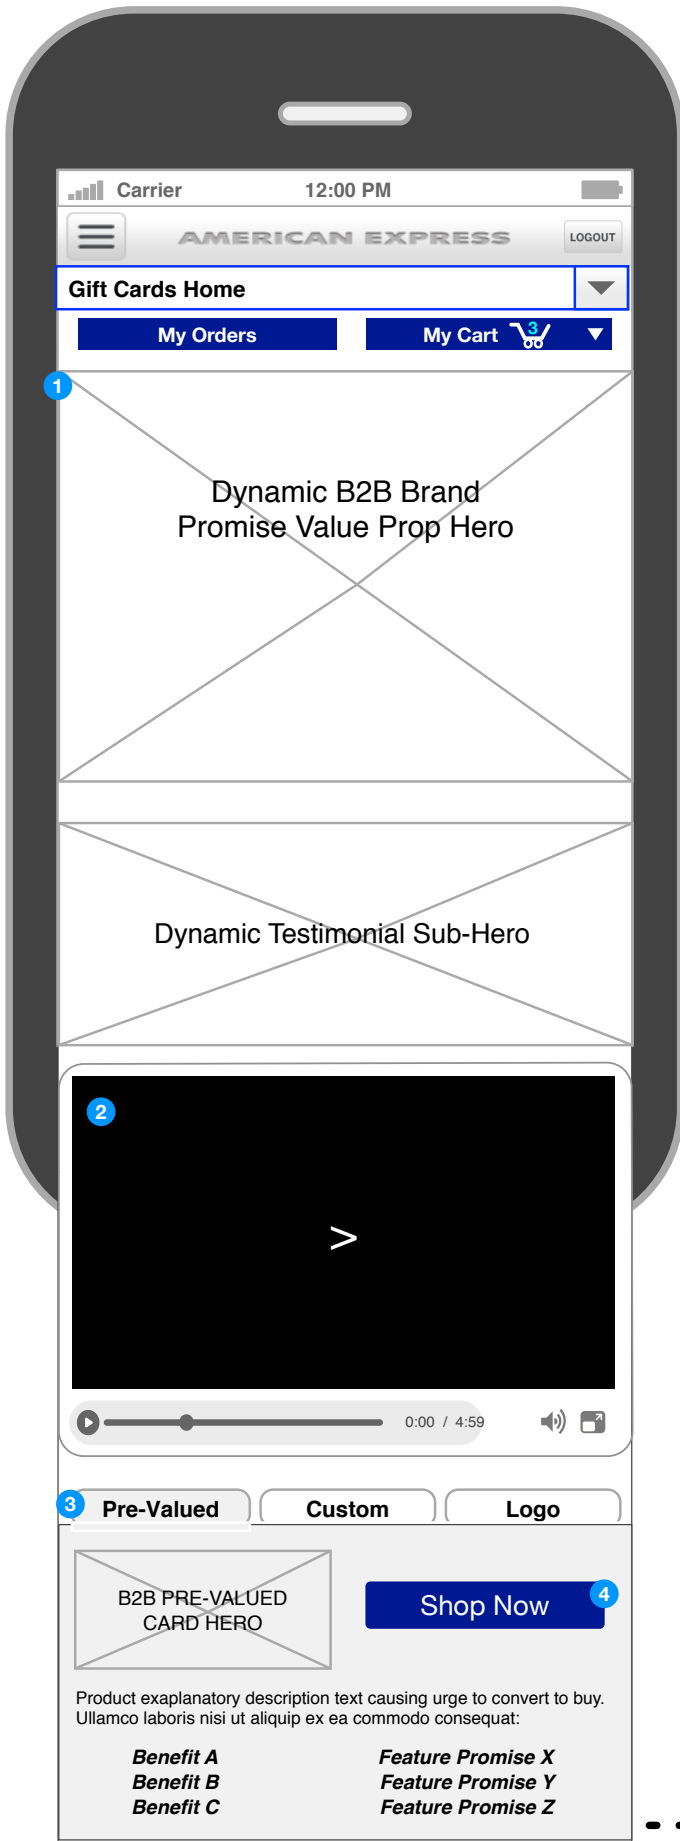 Carrier 12:00 PM
AMERICAN EXPRESS LOGOUT
Gift Cards Home
My Orders My Cart 3
1
Dynamic B2B Brand
Promise Value Prop Hero
Dynamic Testimonial Sub-Hero
2
>
0:00 / 4:59
3 Pre-Valued Custom Logo
B2B PRE-VALUED
CARD HERO
Shop Now 4
Product exaplanatory description text causing urge to convert to buy.
Ullamco laboris nisi ut aliquip ex ea commodo consequat:
Benefit A Feature Promise X
Benefit B Feature Promise Y
Benefit C Feature Promise Z